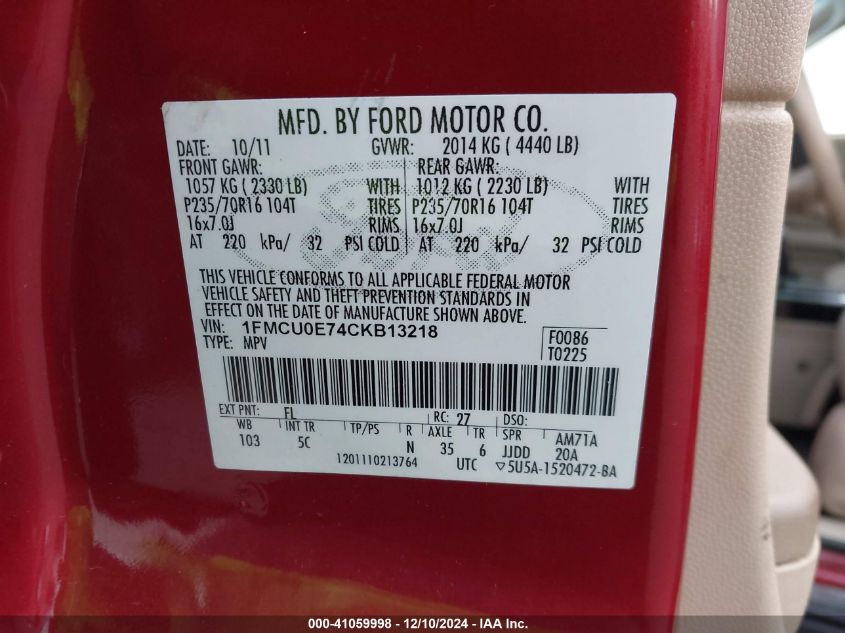 MFD. BY FORD MOTOR CO.
DATE: 10/11 GVWR: 2014 KG ( 4440 LB)
FRONT GAWR: REAR GAWR:
1057 KG ( 2330 LB) WITH 1012 KG ( 2230 LB) WITH
P235/70R16 104T TIRES P235/70R16 104T TIRES
16x7.0J RIMS 16x7.0J RIMS
AT 220 kPa/ 32 PSI COLD AT 220 kPa/ 32 PSI COLD
THIS VEHICLE CONFORMS TO ALL APPLICABLE FEDERAL MOTOR
VEHICLE SAFETY AND THEFT PREVENTION STANDARDS IN
EFFECT ON THE DATE OF MANUFACTURE SHOWN ABOVE.
VIN: 1FMCU0E74CKB13218 F0086
TYPE: MPV T0225
EXT PNT: FL RC: 27 DSO:
WB INT TR TP/PS R AXLE TR SPR AM71A
103 5C N 35 6 JJDD 20A
1201110213764 UTC ▽5U5A-1520472-BA
000-41059998 - 12/10/2024 - IAA Inc.